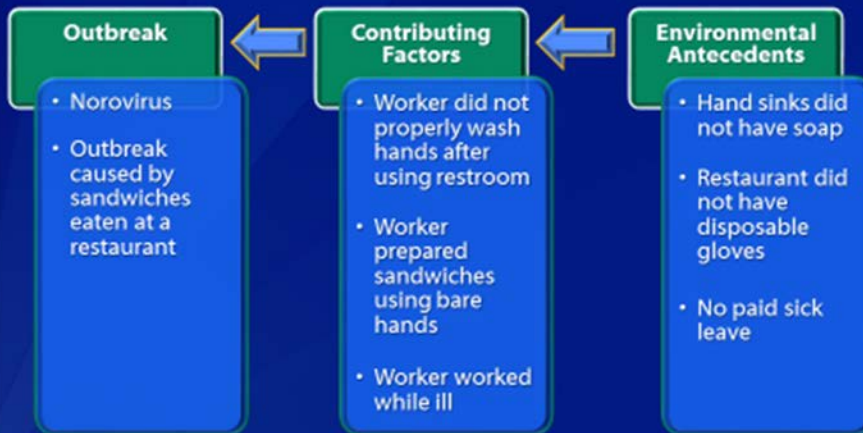 Outbreak
• Norovirus
• Outbreak
caused by
sandwiches
eaten at a
restaurant
Contributing
Factors
• Worker did not
properly wash
hands after
using restroom
• Worker
prepared
sandwiches
using bare
hands
• Worker worked
while ill
Environmental
Antecedents
• Hand sinks did
not have soap
• Restaurant did
not have
disposable
gloves
• No paid sick
leave